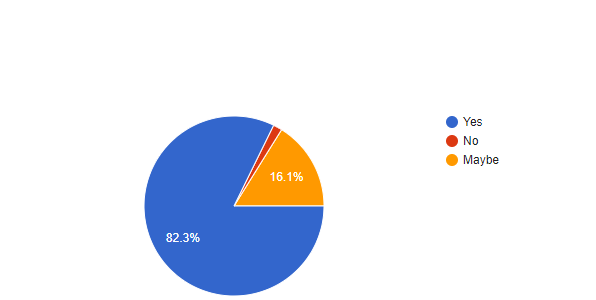 Yes
No
Maybe
16.1%
82.3%